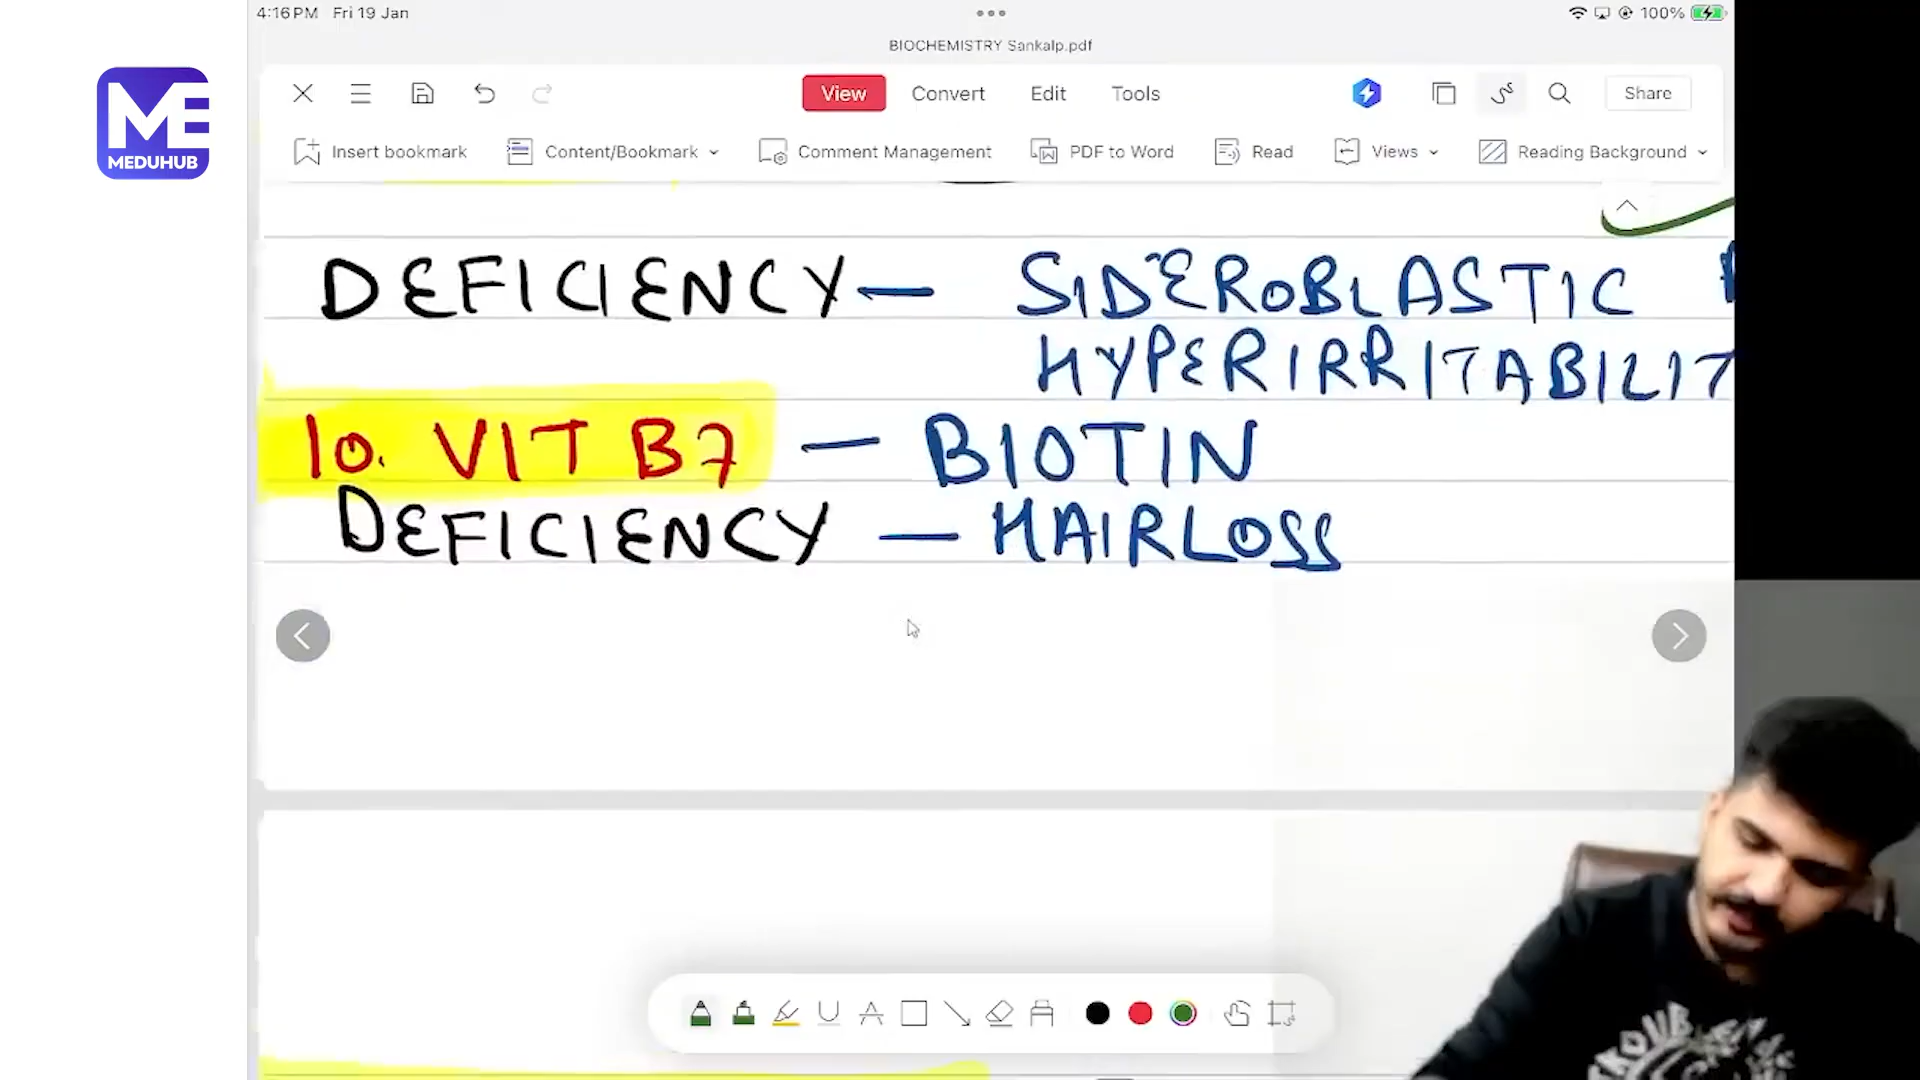 4:16 PM Fri 19 Jan
100%
BIOCHEMISTRY Sankalp.pdf
ME
MEDUHUB
View Convert Edit Tools
Share
Insert bookmark Content/Bookmark Comment Management PDF to Word Read Views Reading Background
DEFICIENCY — SIDEROBLASTIC
HYPERIRRITABILIT
10. VIT B7 — BIOTIN
DEFICIENCY — HAIRLOSS